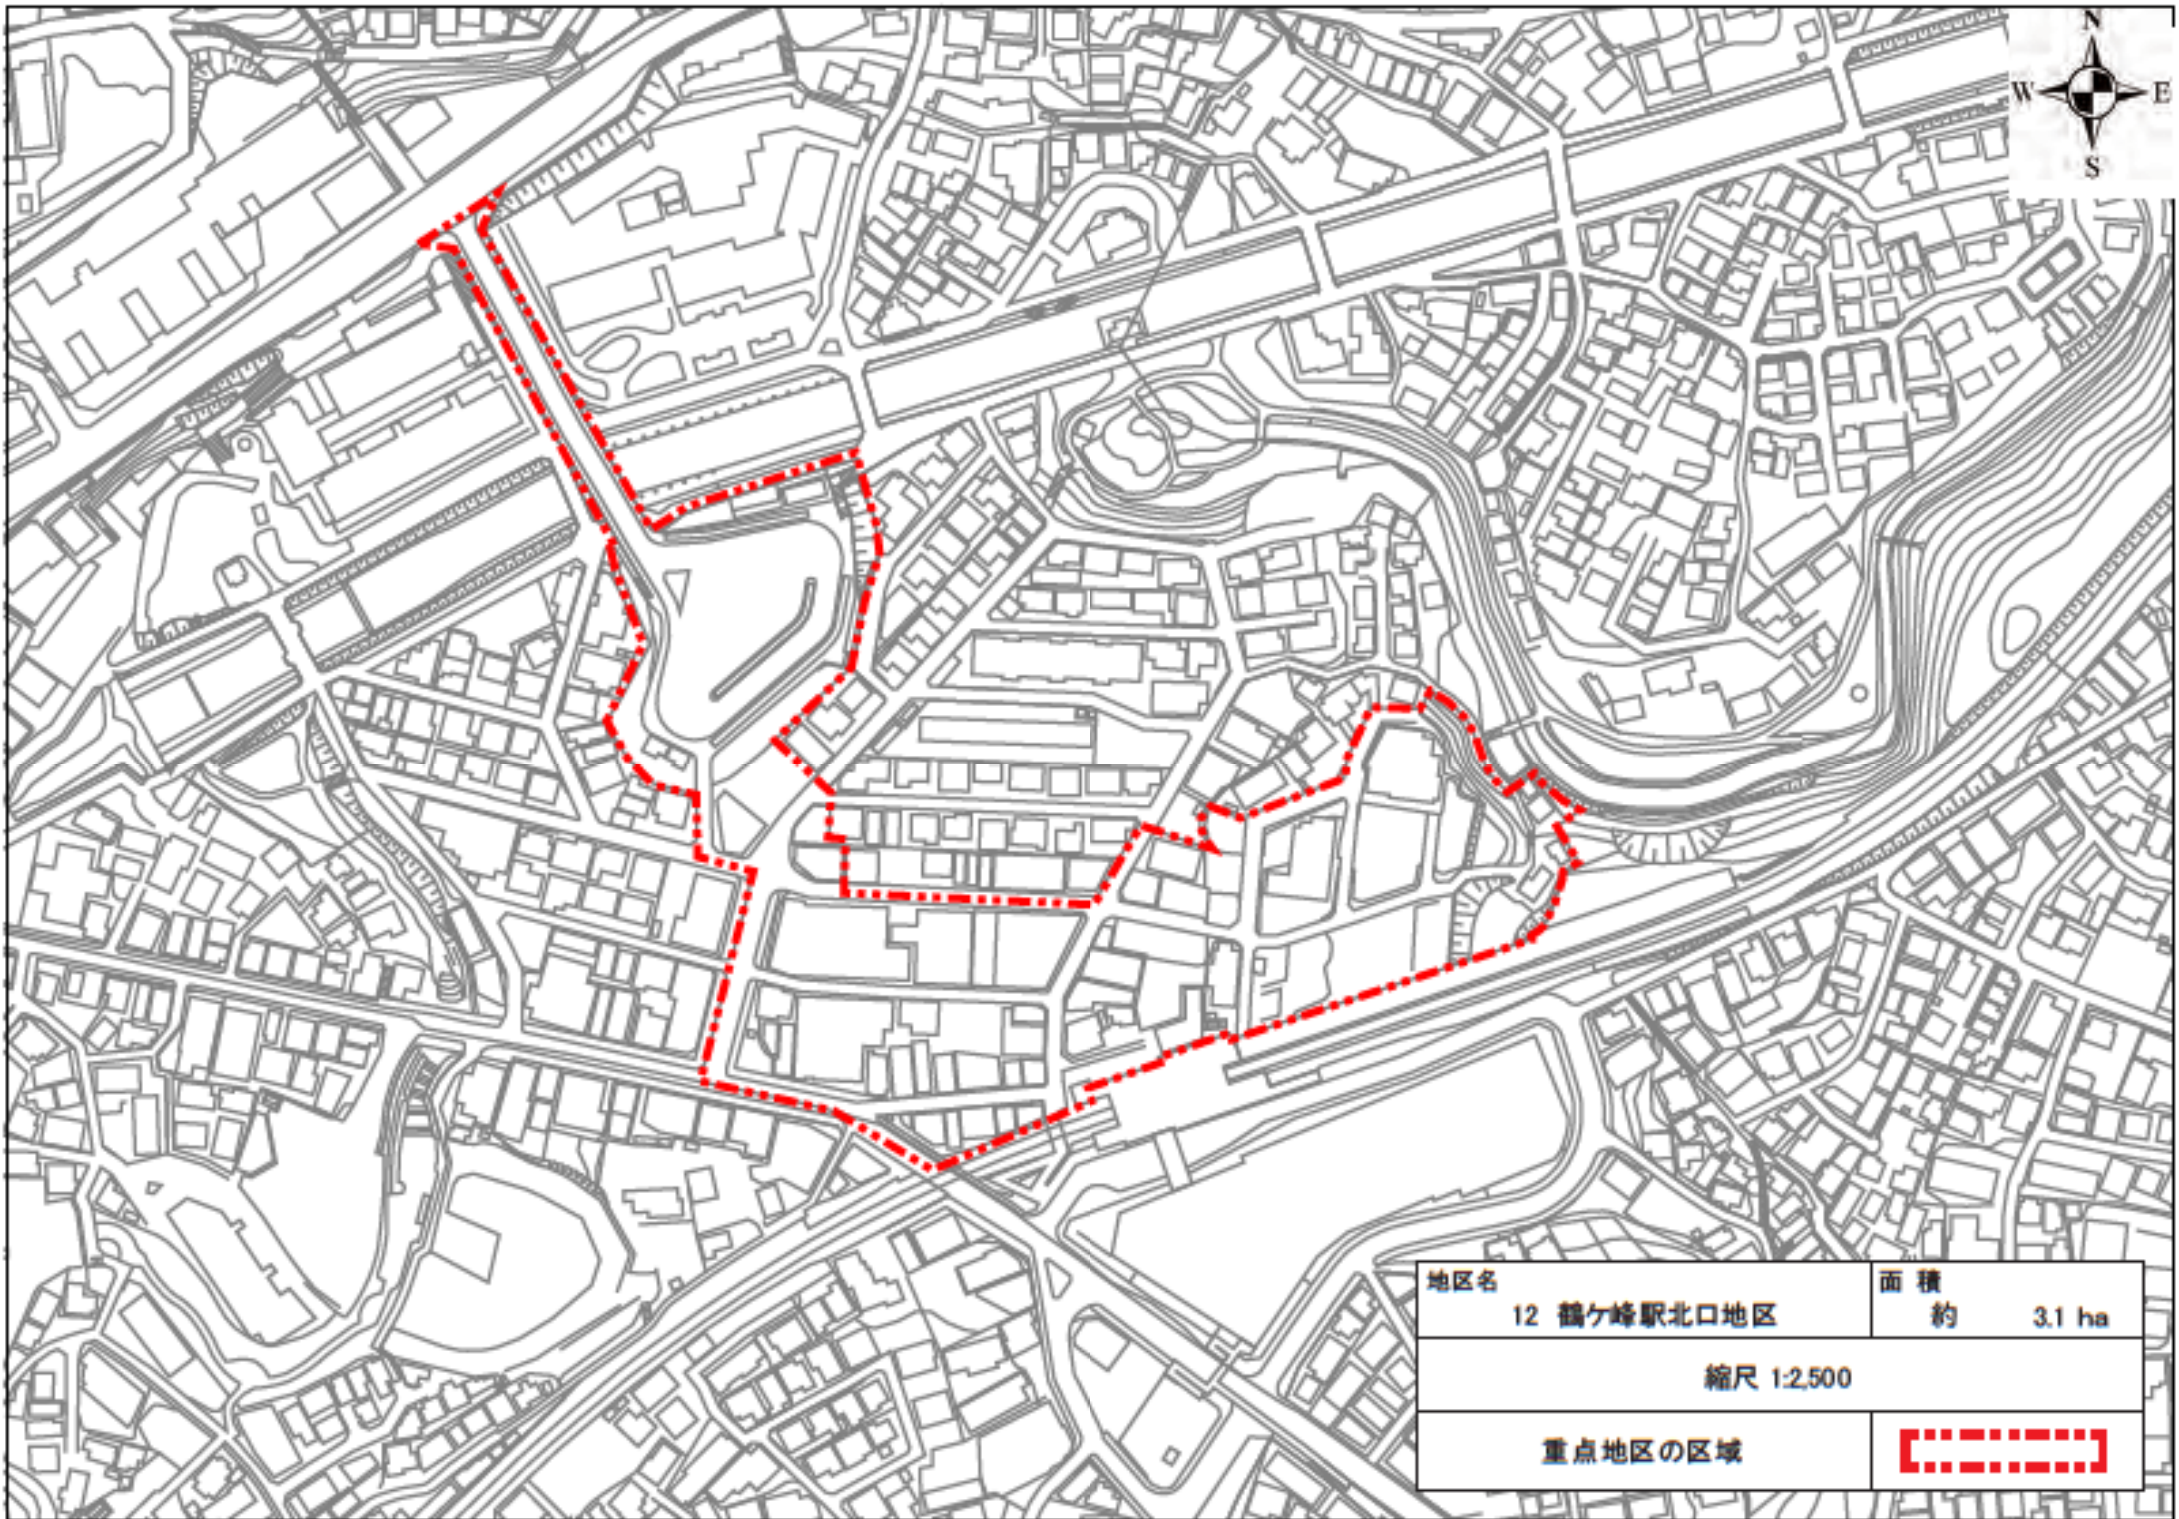 N
W E
S
地区名
12 鶴ケ峰駅北口地区
面 積
約 3.1 ha
縮尺 1:2,500
重点地区の区域